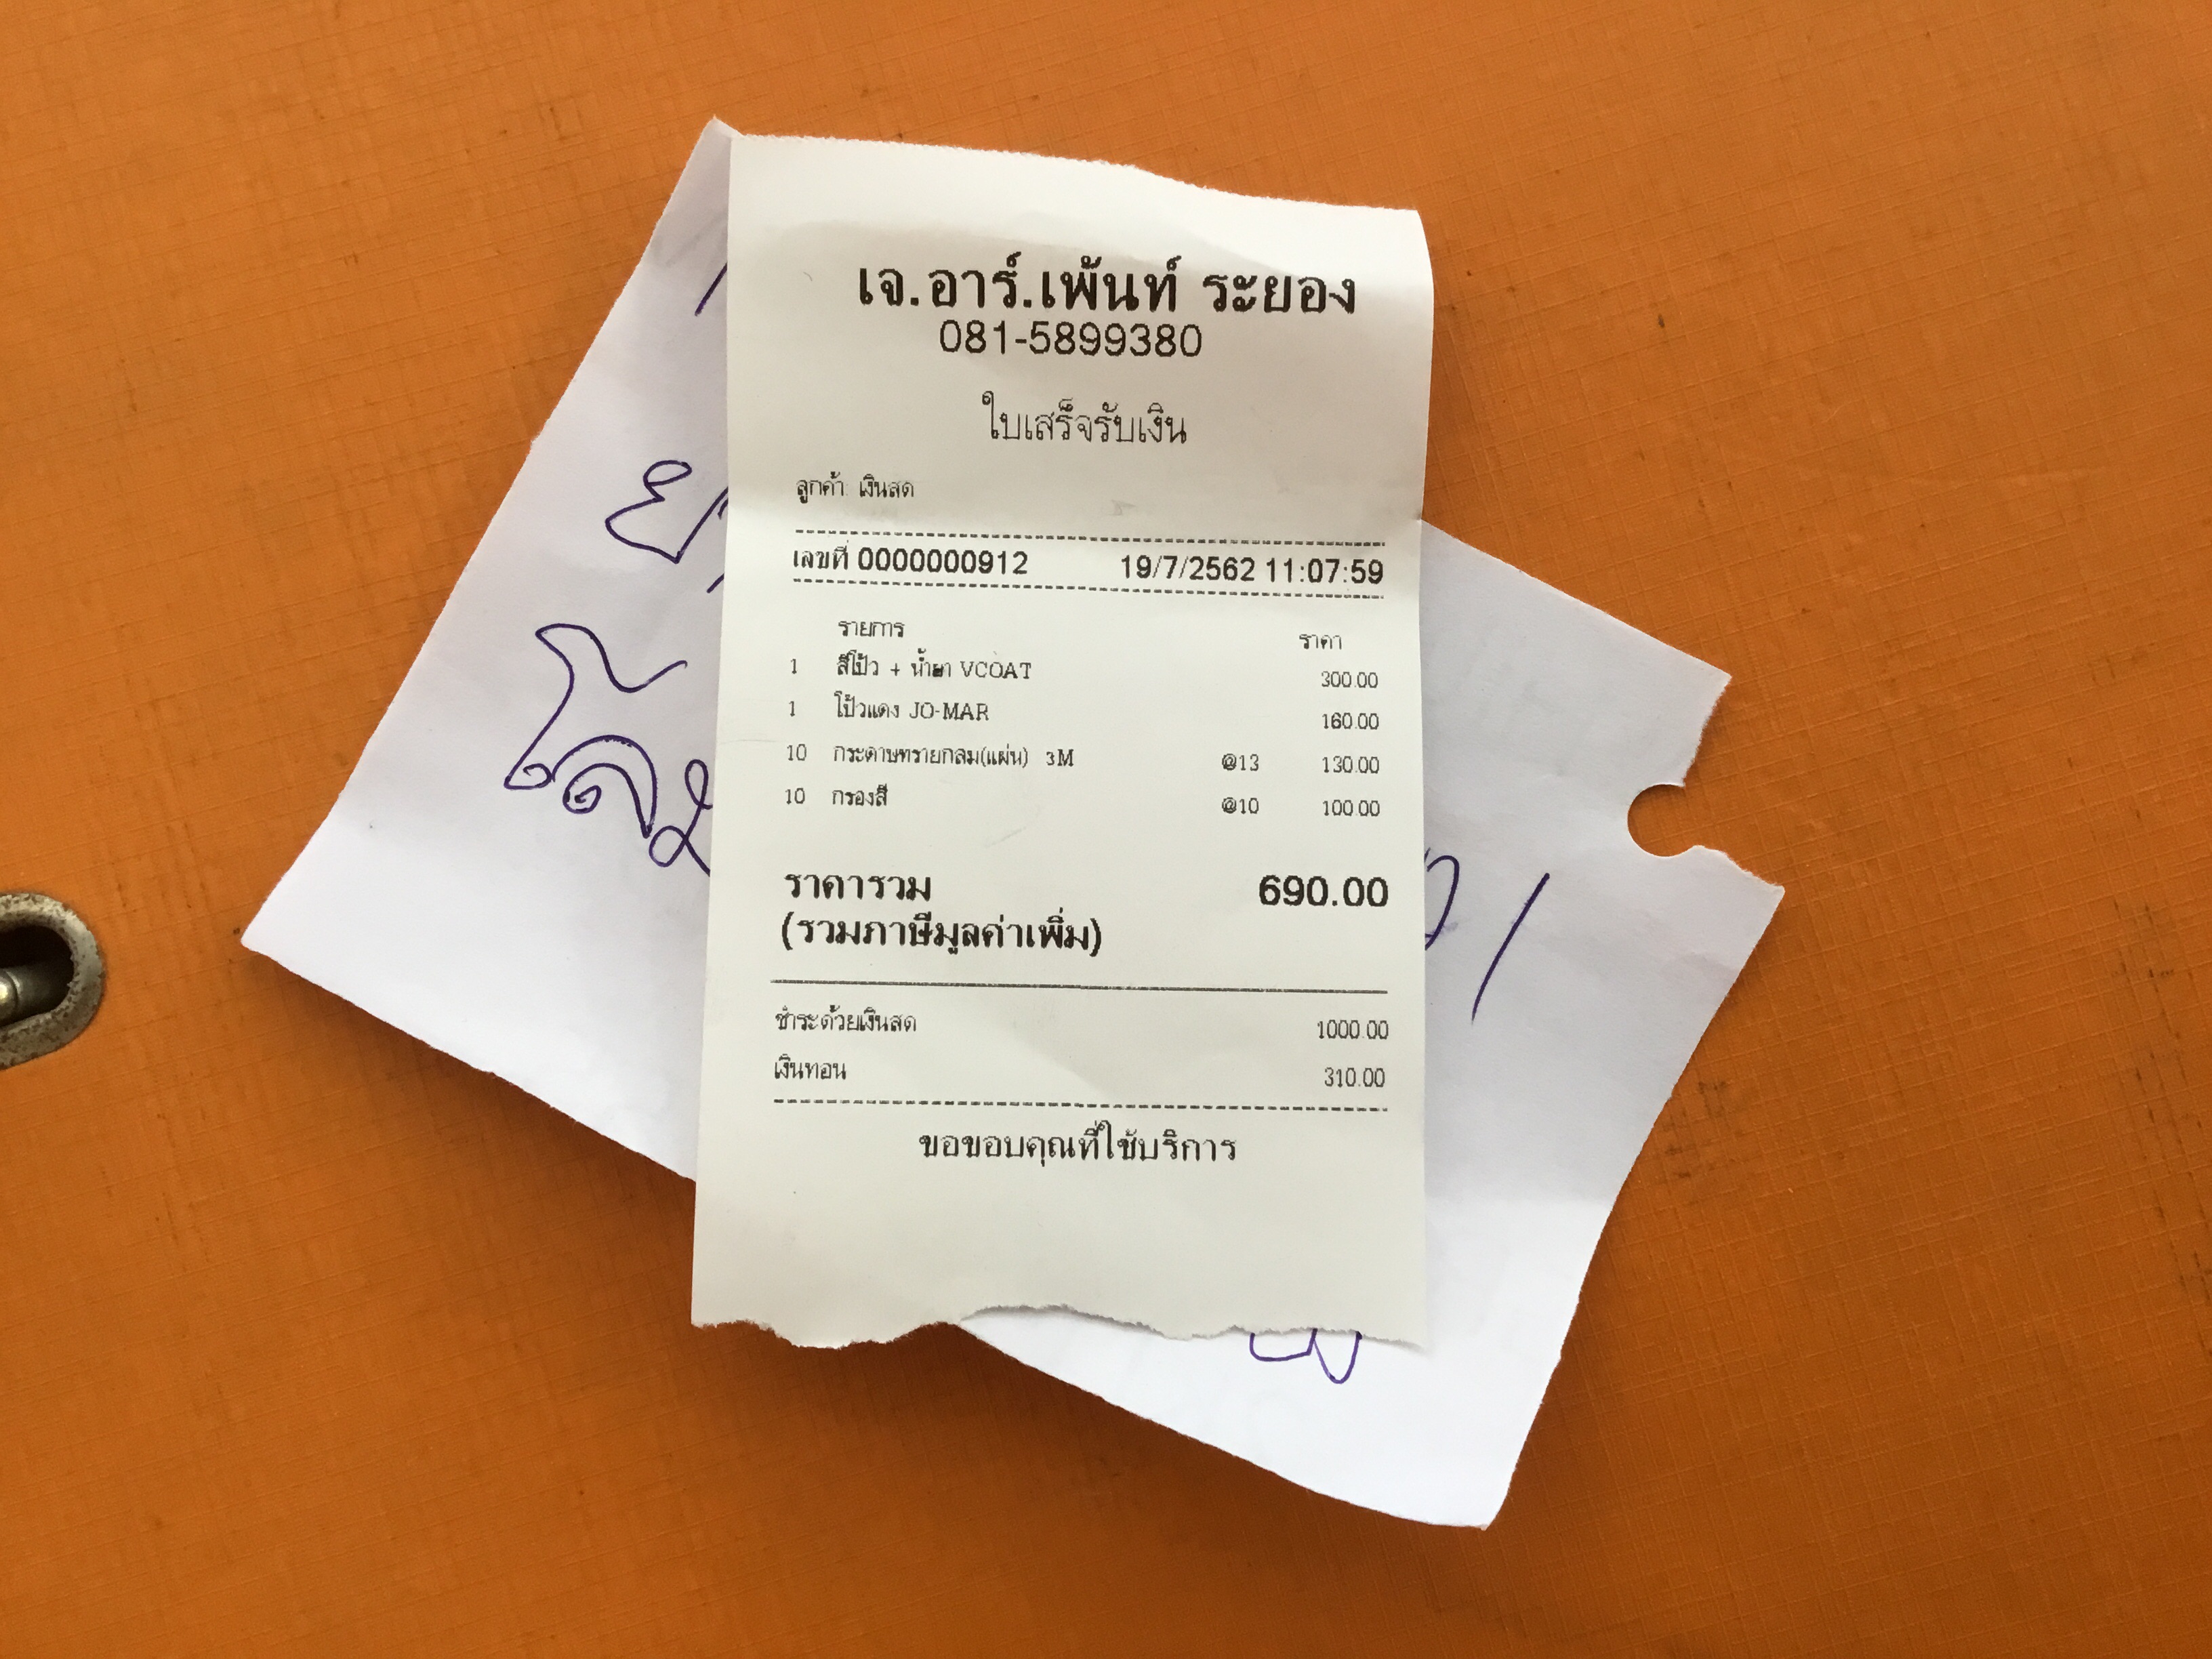 เจ.อาร์.เพ้นท์ ระยอง
081-5899380
ใบเสร็จรับเงิน
ลูกค้า: เงินสด
เลขที่ 0000000912 19/7/2562 11:07:59
รายการ ราคา
1 สีโป้ว + น้ำยา VCOAT 300.00
1 โป้วแดง JO-MAR 160.00
10 กระดาษทรายกลม(แผ่น) 3M @13 130.00
10 กรองสี @10 100.00
ราคารวม 690.00
(รวมภาษีมูลค่าเพิ่ม)
ชำระด้วยเงินสด 1000.00
เงินทอน 310.00
ขอขอบคุณที่ใช้บริการ